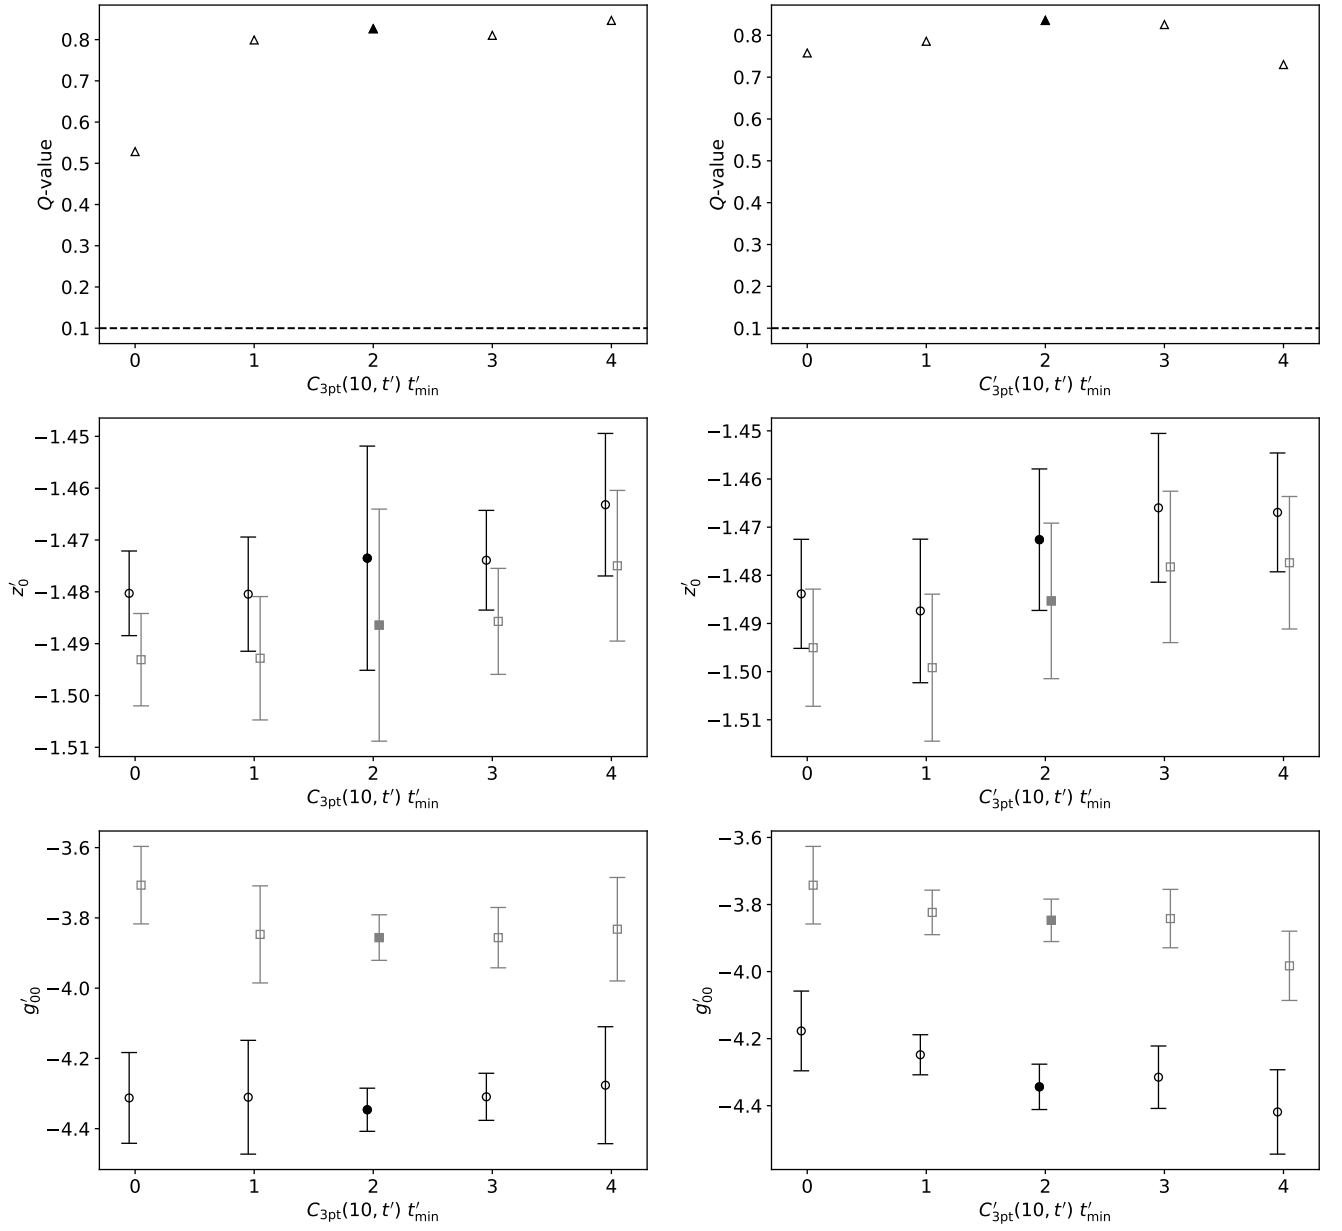 0.8
0.7
0.6
0.5
0.4
0.3
0.2
0.1
Q-value
0 1 2 3 4
C₃ₚₜ(10, t′) t′ₘᵢₙ
0.8
0.7
0.6
0.5
0.4
0.3
0.2
0.1
Q-value
0 1 2 3 4
C′₃ₚₜ(10, t′) t′ₘᵢₙ
−1.45
−1.46
−1.47
−1.48
−1.49
−1.50
−1.51
z′₀
0 1 2 3 4
C₃ₚₜ(10, t′) t′ₘᵢₙ
−1.45
−1.46
−1.47
−1.48
−1.49
−1.50
−1.51
z′₀
0 1 2 3 4
C′₃ₚₜ(10, t′) t′ₘᵢₙ
−3.6
−3.8
−4.0
−4.2
−4.4
g′₀₀
0 1 2 3 4
C₃ₚₜ(10, t′) t′ₘᵢₙ
−3.6
−3.8
−4.0
−4.2
−4.4
g′₀₀
0 1 2 3 4
C′₃ₚₜ(10, t′) t′ₘᵢₙ